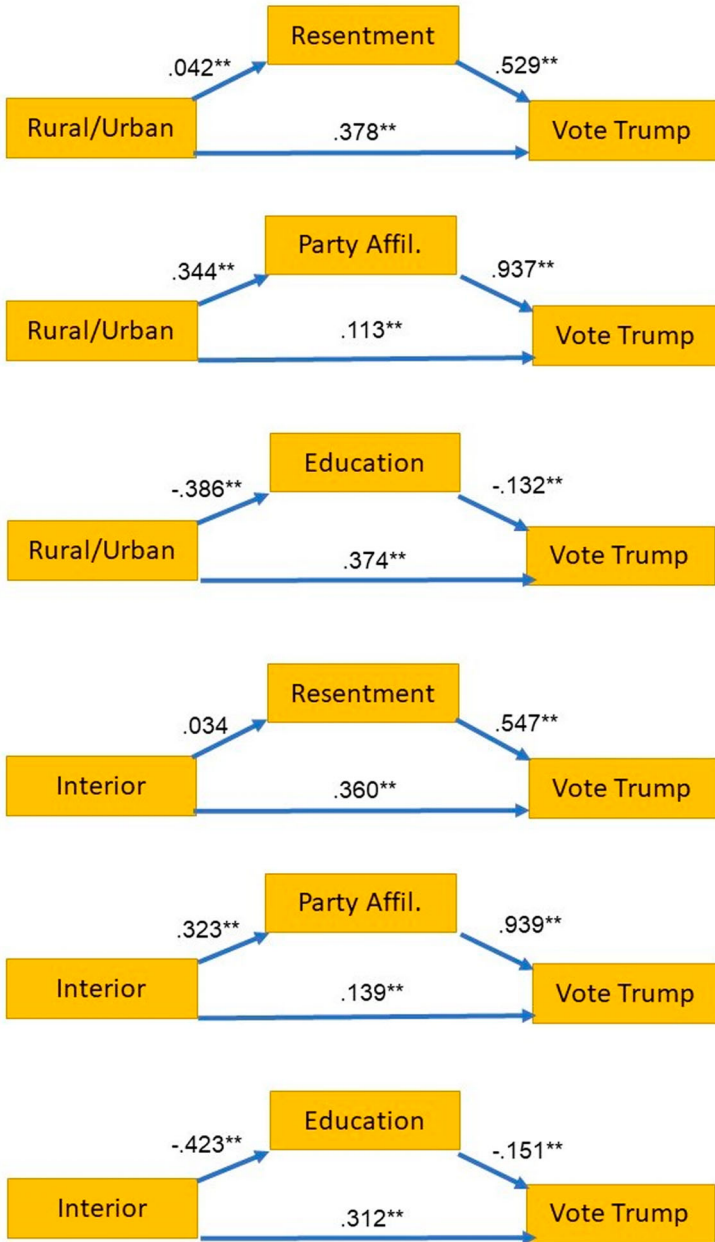 Resentment
.042**
.529**
Rural/Urban
.378**
Vote Trump
Party Affil.
.344**
.937**
Rural/Urban
.113**
Vote Trump
Education
-.386**
-.132**
Rural/Urban
.374**
Vote Trump
Resentment
.034
.547**
Interior
.360**
Vote Trump
Party Affil.
.323**
.939**
Interior
.139**
Vote Trump
Education
-.423**
-.151**
Interior
.312**
Vote Trump